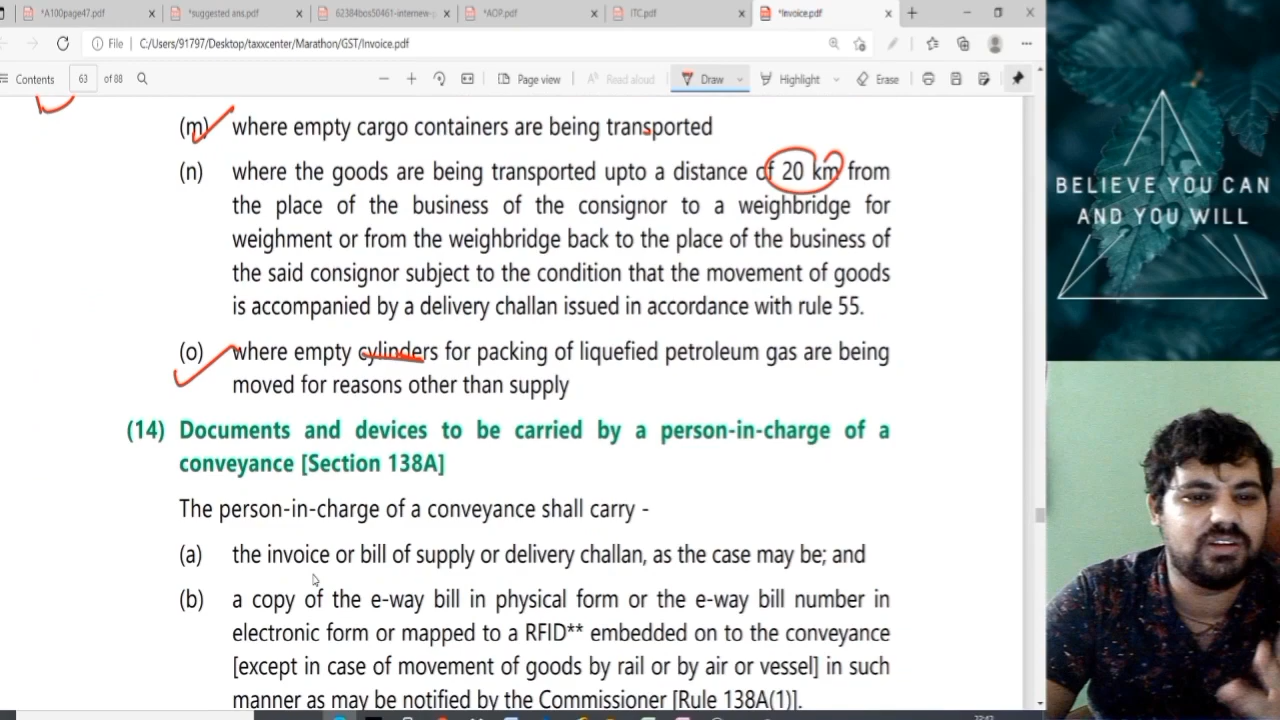 *A100page47.pdf
*suggested ans.pdf
62384bos50461-internew-
*AOP.pdf
ITC.pdf
*Invoice.pdf
File
C:/Users/91797/Desktop/taxxcenter/Marathon/GST/Invoice.pdf
Contents
63
of 88
Page view
Read aloud
Draw
Highlight
Erase
(m) where empty cargo containers are being transported
(n) where the goods are being transported upto a distance of 20 km from
the place of the business of the consignor to a weighbridge for
weighment or from the weighbridge back to the place of the business of
the said consignor subject to the condition that the movement of goods
is accompanied by a delivery challan issued in accordance with rule 55.
(o) where empty cylinders for packing of liquefied petroleum gas are being
moved for reasons other than supply
(14) Documents and devices to be carried by a person-in-charge of a
conveyance [Section 138A]
The person-in-charge of a conveyance shall carry -
(a) the invoice or bill of supply or delivery challan, as the case may be; and
(b) a copy of the e-way bill in physical form or the e-way bill number in
electronic form or mapped to a RFID** embedded on to the conveyance
[except in case of movement of goods by rail or by air or vessel] in such
manner as may be notified by the Commissioner [Rule 138A(1)].
BELIEVE YOU CAN
AND YOU WILL